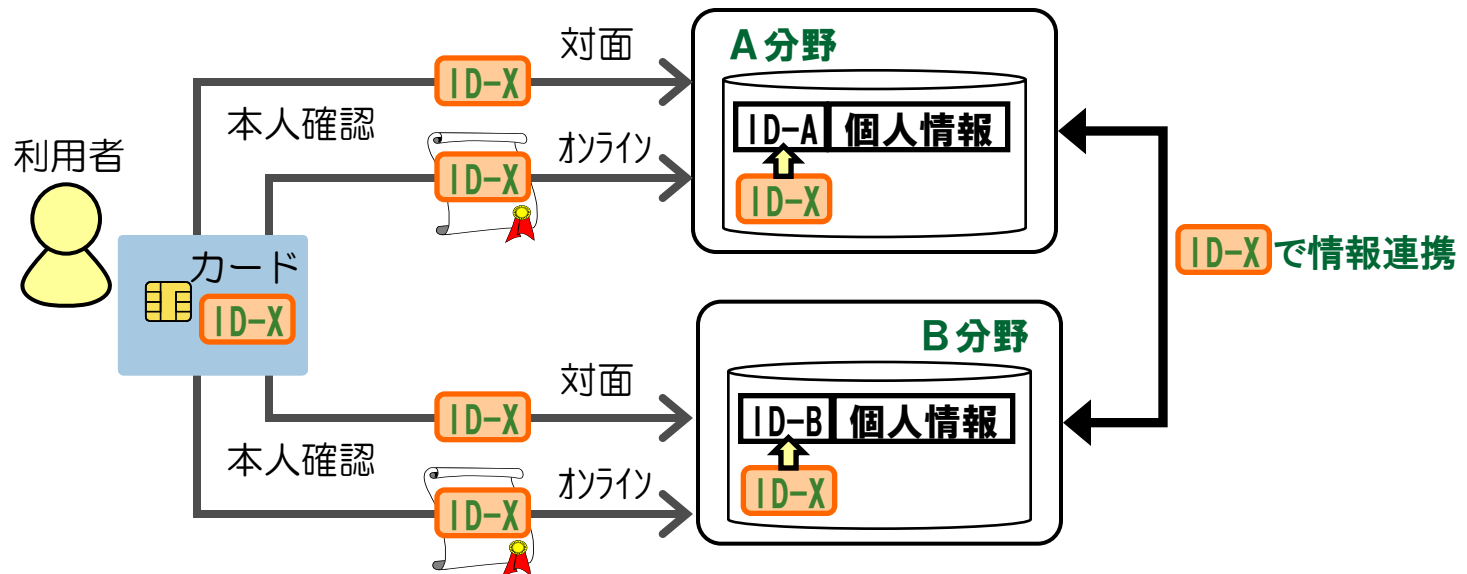 利用者
カード
ID-X
本人確認
ID-X
対面
ID-X
オンライン
A分野
ID-A 個人情報
ID-X
本人確認
ID-X
対面
ID-X
オンライン
B分野
ID-B 個人情報
ID-X
ID-Xで情報連携